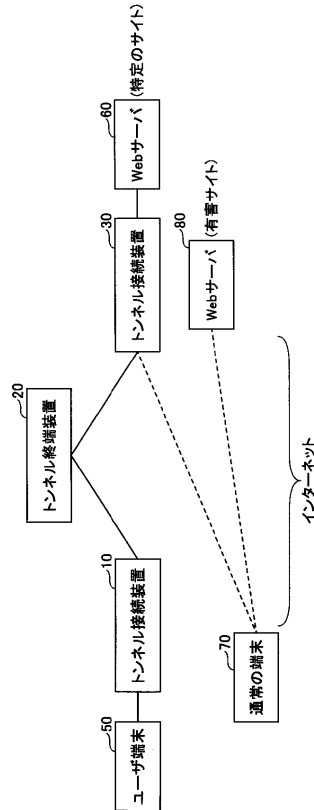 20
トンネル終端装置
50
ユーザ端末
10
トンネル接続装置
30
トンネル接続装置
60
Webサーバ
(特定のサイト)
70
通常の端末
80
Webサーバ
(有害サイト)
インターネット